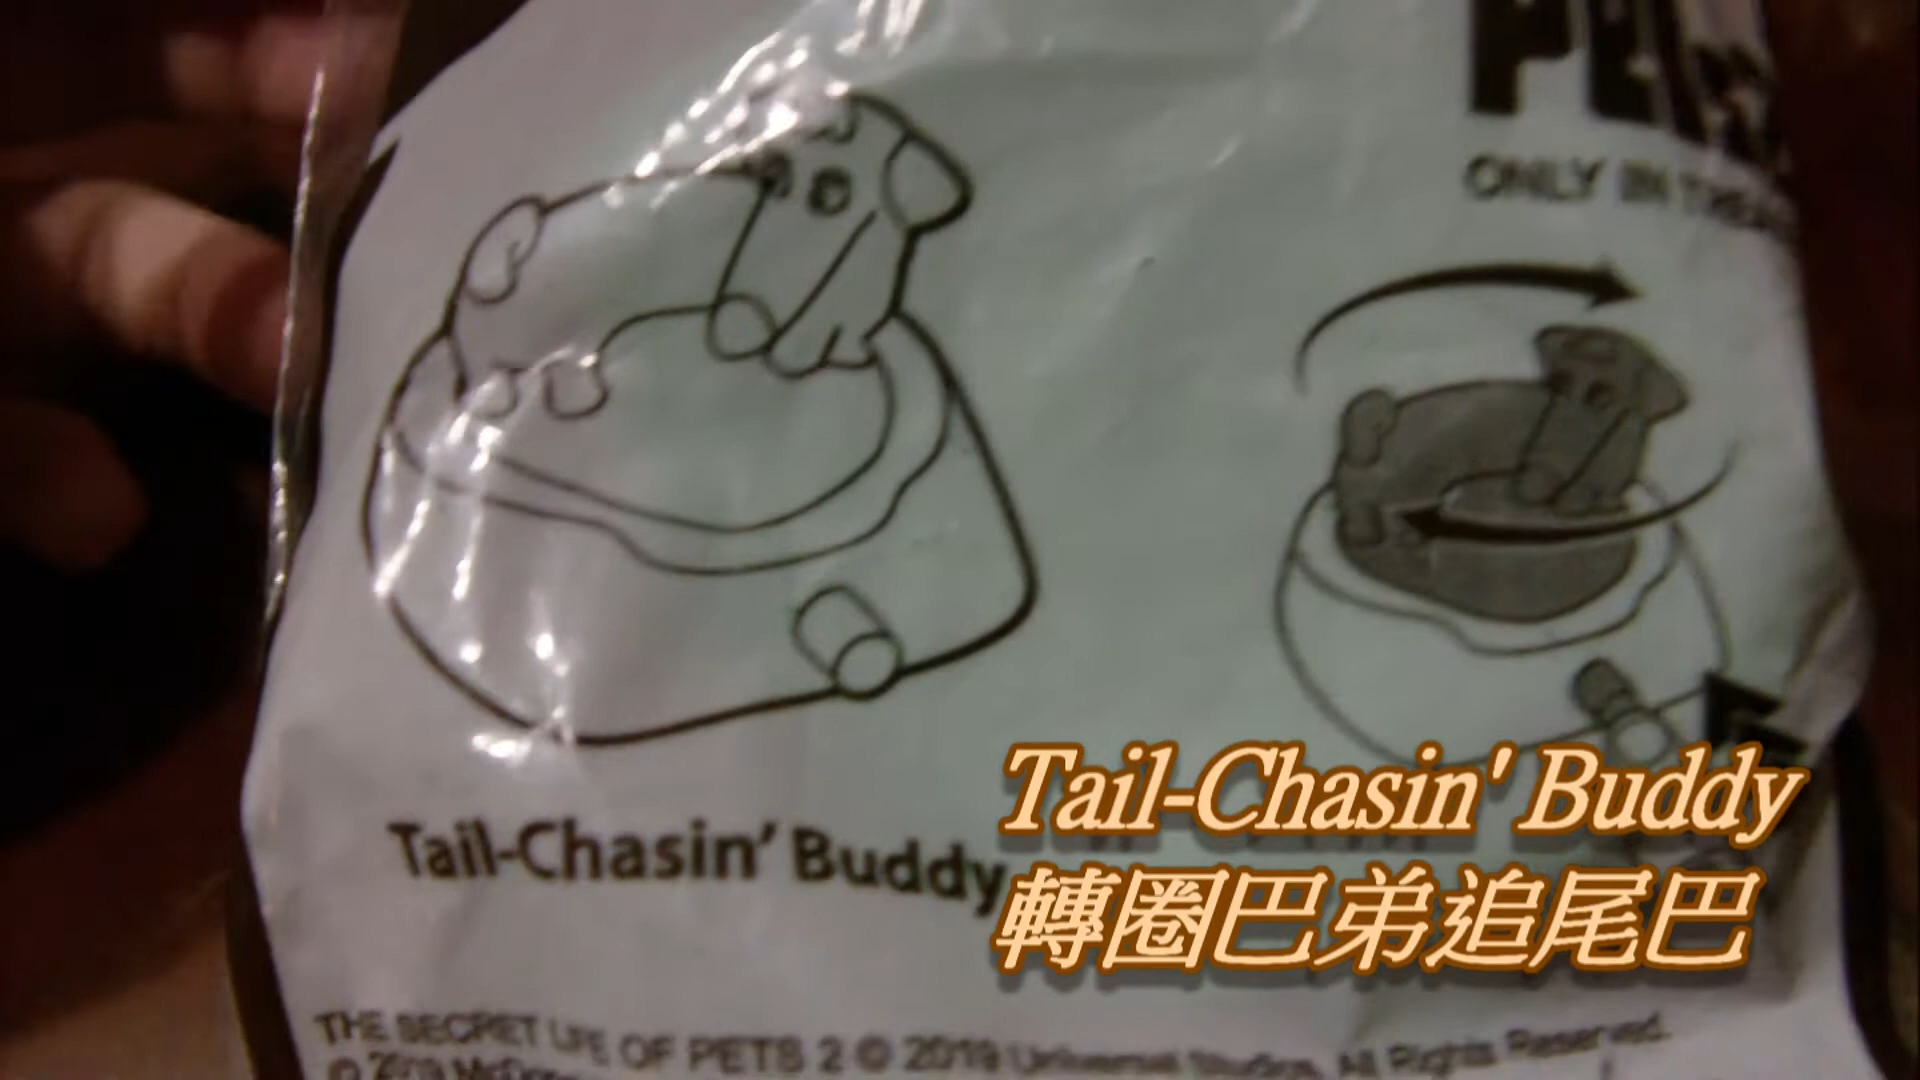 ONLY IN
Tail-Chasin' Buddy
Tail-Chasin' Buddy
轉圈巴弟追尾巴
THE SECRET LIFE OF PETS 2 © 2019 Universal Studios. All Rights Reserved.
© 2019